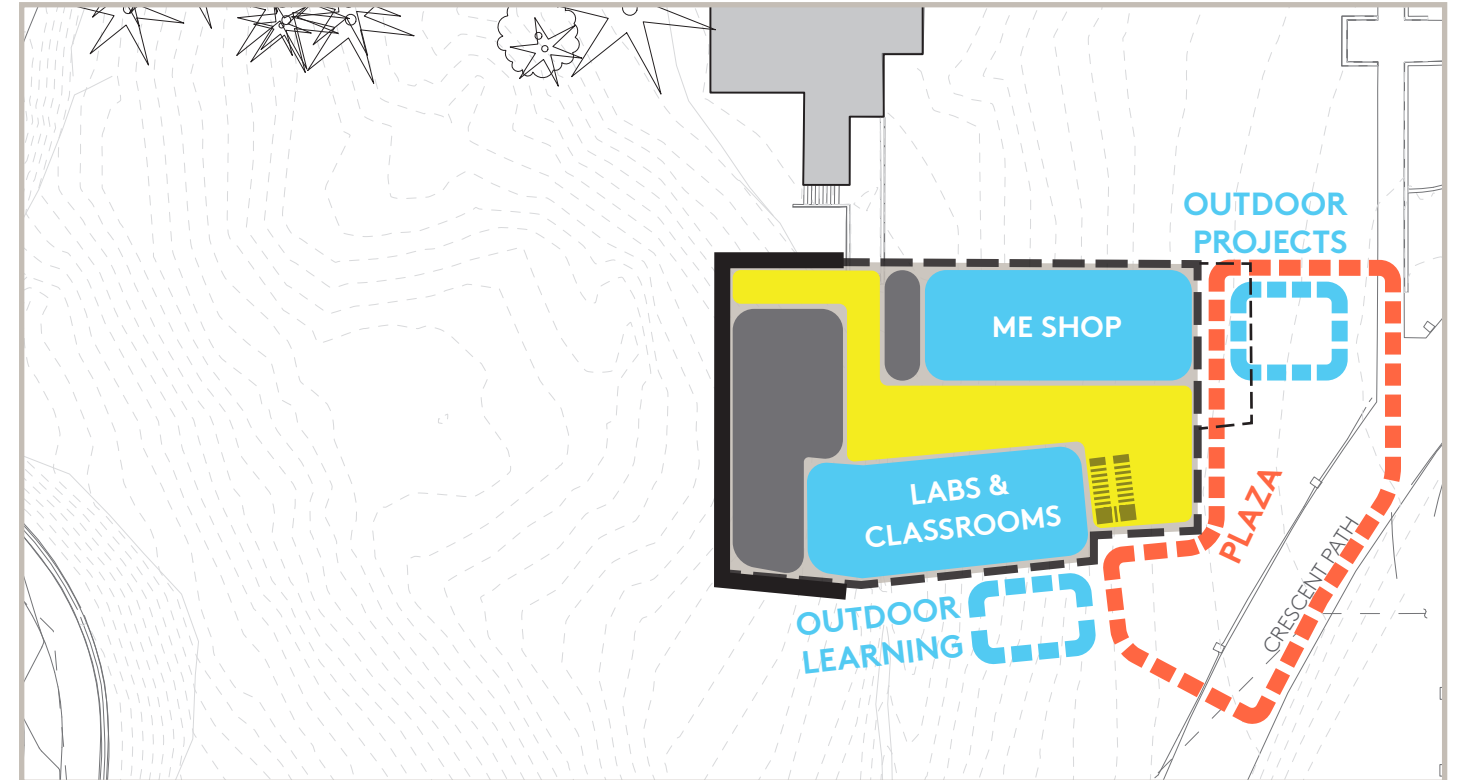 OUTDOOR
PROJECTS
ME SHOP
LABS &
CLASSROOMS
PLAZA
CRESCENT PATH
OUTDOOR
LEARNING